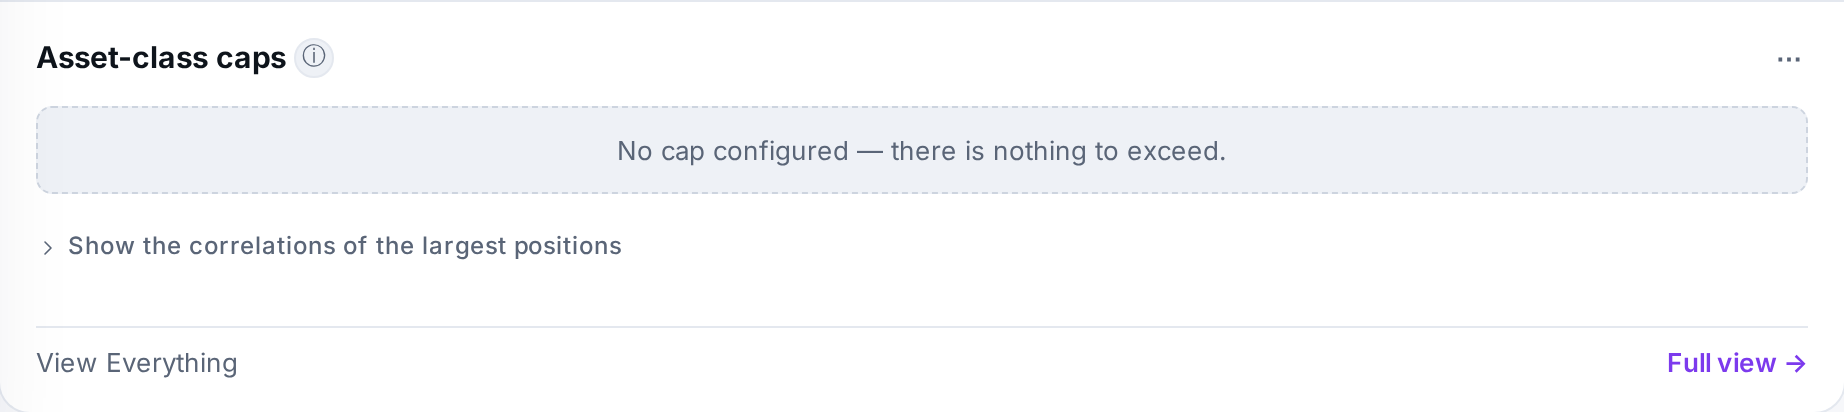 Asset-class caps ⓘ
...
No cap configured — there is nothing to exceed.
Show the correlations of the largest positions
View Everything
Full view →